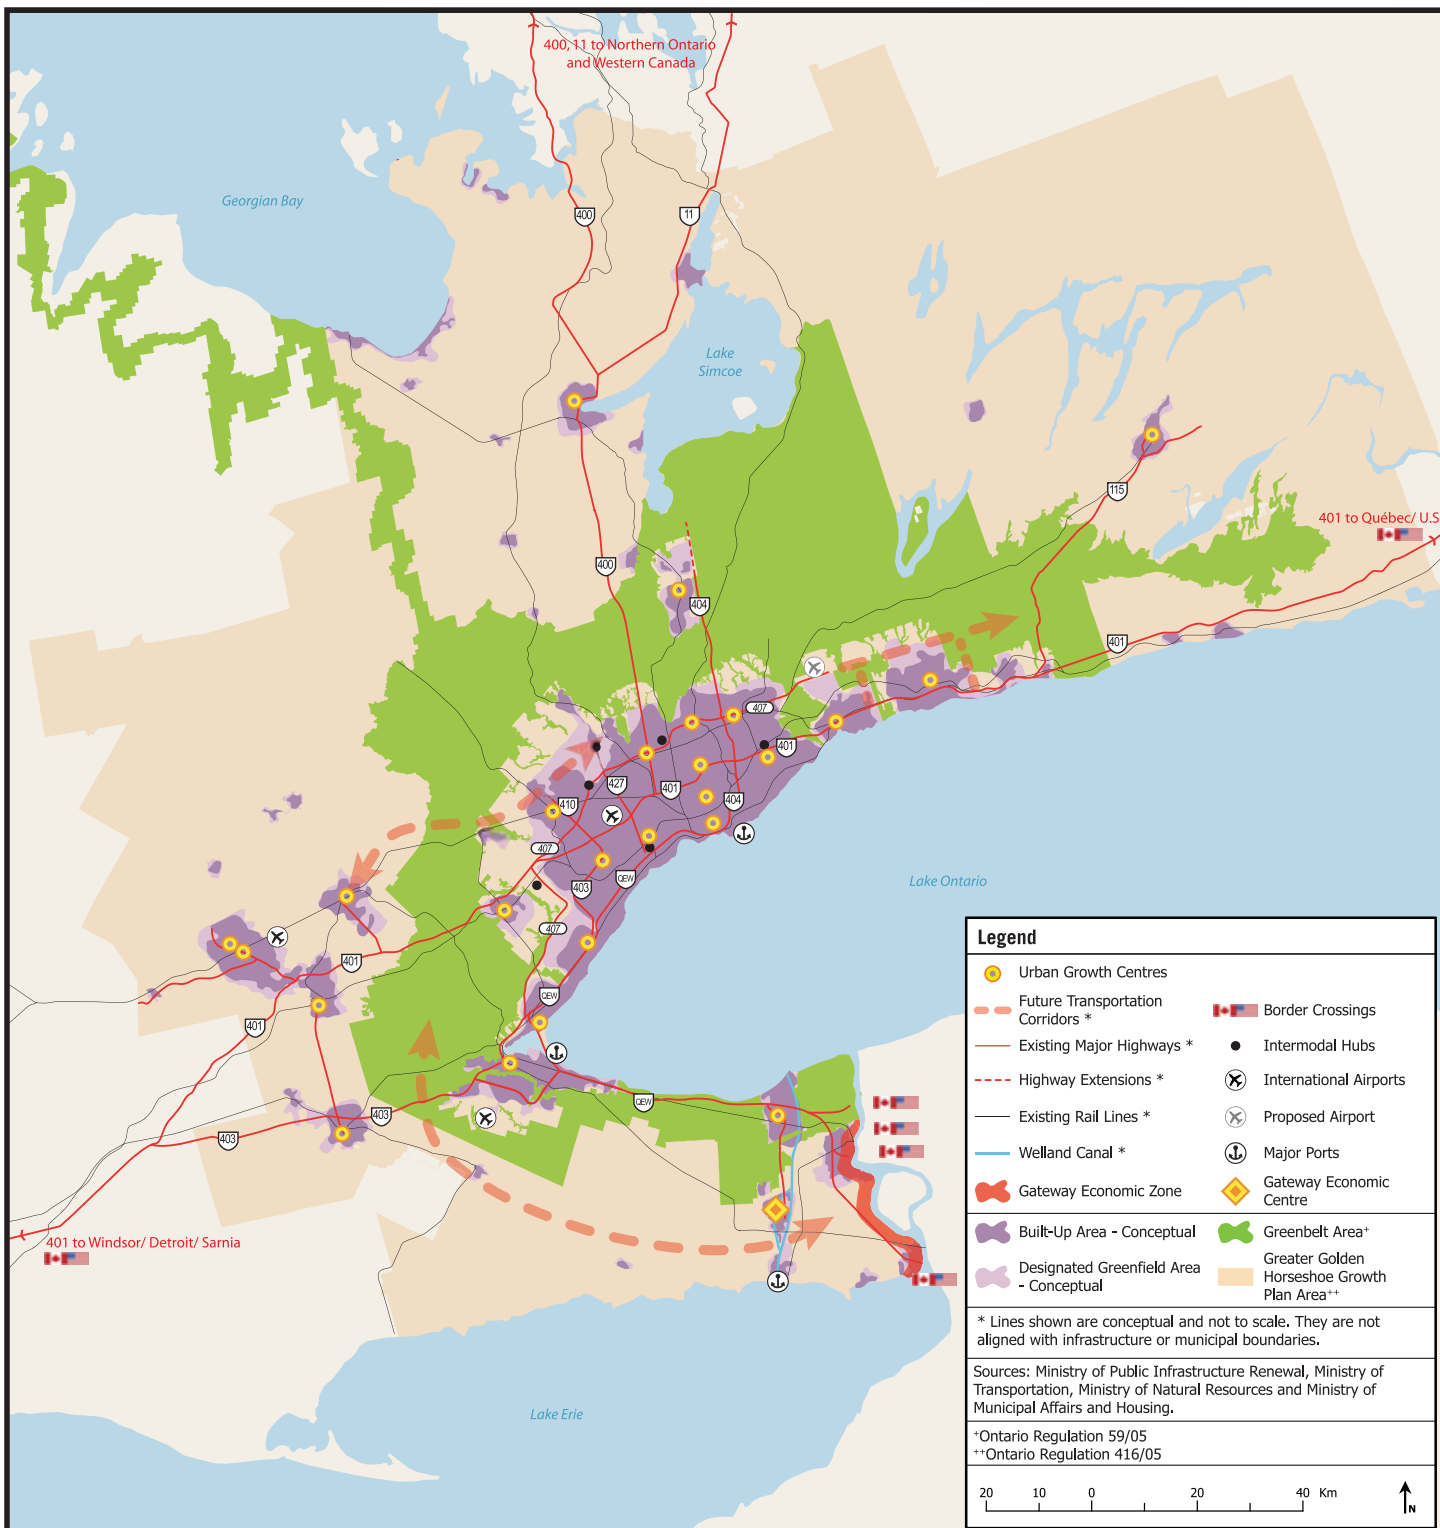 400, 11 to Northern Ontario
and Western Canada
Georgian Bay
400
11
Lake
Simcoe
115
401 to Québec/ U.S
400
404
401
407
401
427
401
410
404
407
403
QEW
Lake Ontario
407
401
QEW
401
QEW
403
403
401 to Windsor/ Detroit/ Sarnia
Lake Erie
Legend
Urban Growth Centres
Future Transportation
Corridors *
Border Crossings
Existing Major Highways *
Intermodal Hubs
Highway Extensions *
International Airports
Existing Rail Lines *
Proposed Airport
Welland Canal *
Major Ports
Gateway Economic Zone
Gateway Economic
Centre
Built-Up Area - Conceptual
Greenbelt Area+
Designated Greenfield Area
- Conceptual
Greater Golden
Horseshoe Growth
Plan Area++
* Lines shown are conceptual and not to scale. They are not
aligned with infrastructure or municipal boundaries.
Sources: Ministry of Public Infrastructure Renewal, Ministry of
Transportation, Ministry of Natural Resources and Ministry of
Municipal Affairs and Housing.
+Ontario Regulation 59/05
++Ontario Regulation 416/05
20 10 0 20 40 Km
N